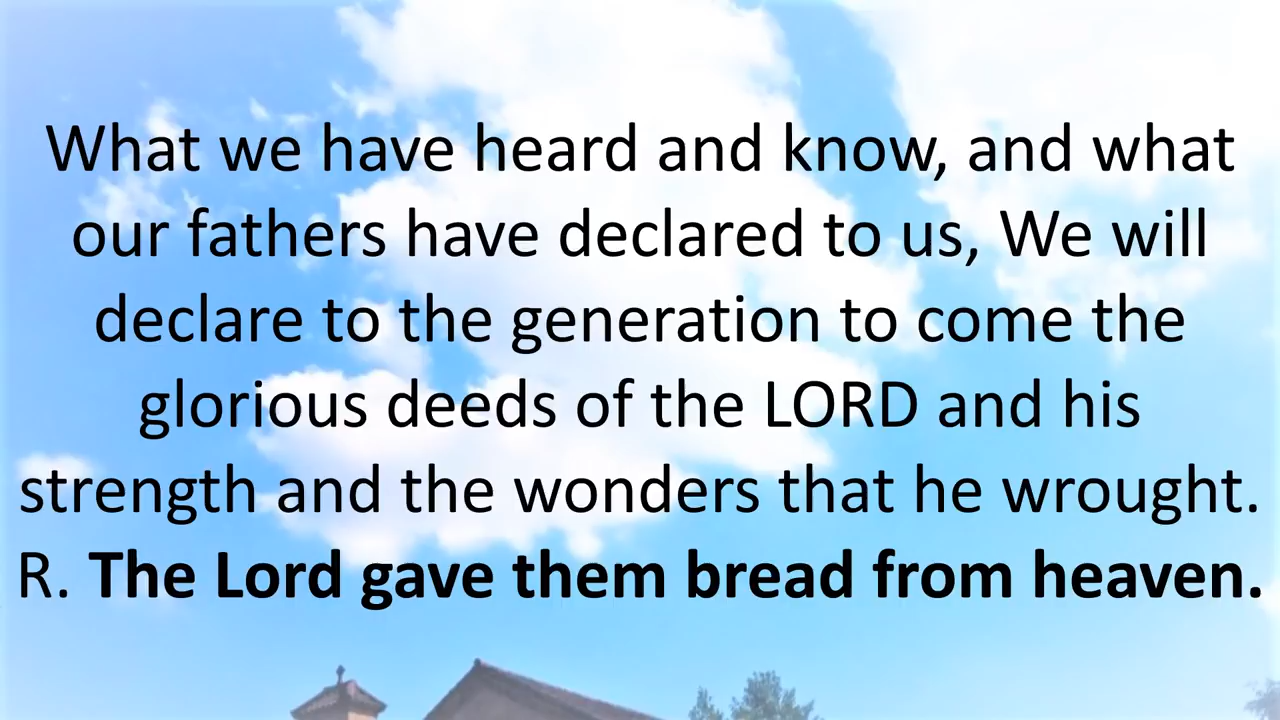 What we have heard and know, and what
our fathers have declared to us, We will
declare to the generation to come the
glorious deeds of the LORD and his
strength and the wonders that he wrought.
R. The Lord gave them bread from heaven.